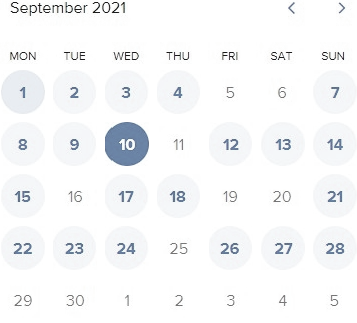 September 2021
MON TUE WED THU FRI SAT SUN
1 2 3 4 5 6 7
8 9 10 11 12 13 14
15 16 17 18 19 20 21
22 23 24 25 26 27 28
29 30 1 2 3 4 5